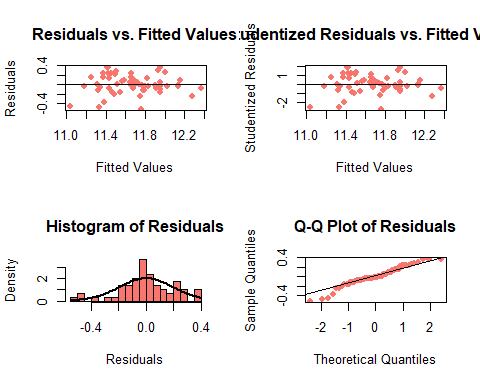 Residuals vs. Fitted Values
Residuals
-0.4
0.4
11.0 11.4 11.8 12.2
Fitted Values
udentized Residuals vs. Fitted V
Studentized Residuals
-2
1
11.0 11.4 11.8 12.2
Fitted Values
Histogram of Residuals
Density
0
2
-0.4 0.0 0.4
Residuals
Q-Q Plot of Residuals
Sample Quantiles
-0.4
0.4
-2 -1 0 1 2
Theoretical Quantiles